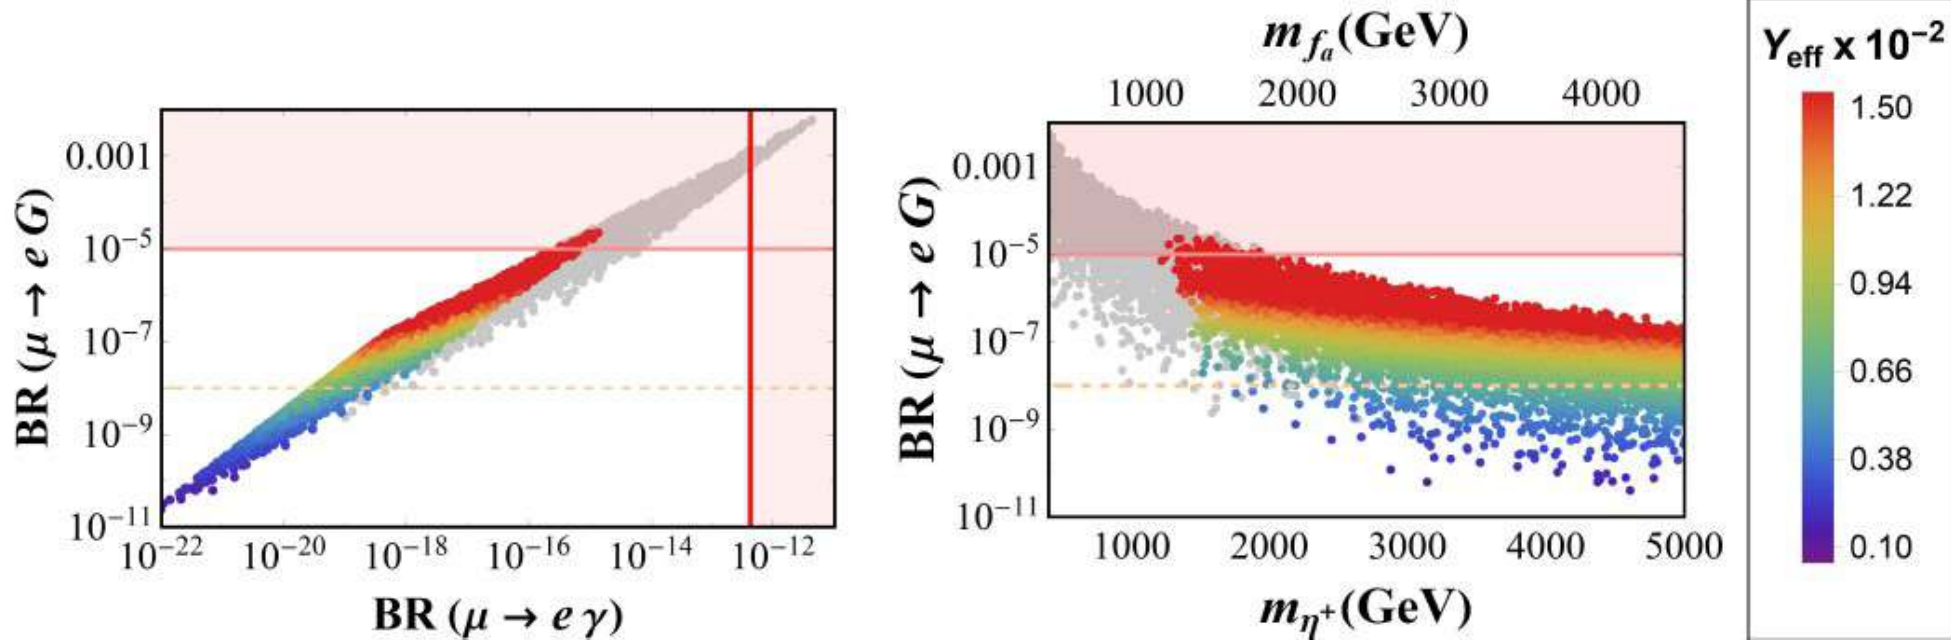 m_{f_a}(GeV)
1000 2000 3000 4000
BR (μ → e G)
0.001
10^{-5}
10^{-7}
10^{-9}
10^{-11}
10^{-22} 10^{-20} 10^{-18} 10^{-16} 10^{-14} 10^{-12}
BR (μ → e γ)
BR (μ → e G)
0.001
10^{-5}
10^{-7}
10^{-9}
10^{-11}
1000 2000 3000 4000 5000
m_{η^+}(GeV)
Y_{eff} x 10^{-2}
1.50
1.22
0.94
0.66
0.38
0.10